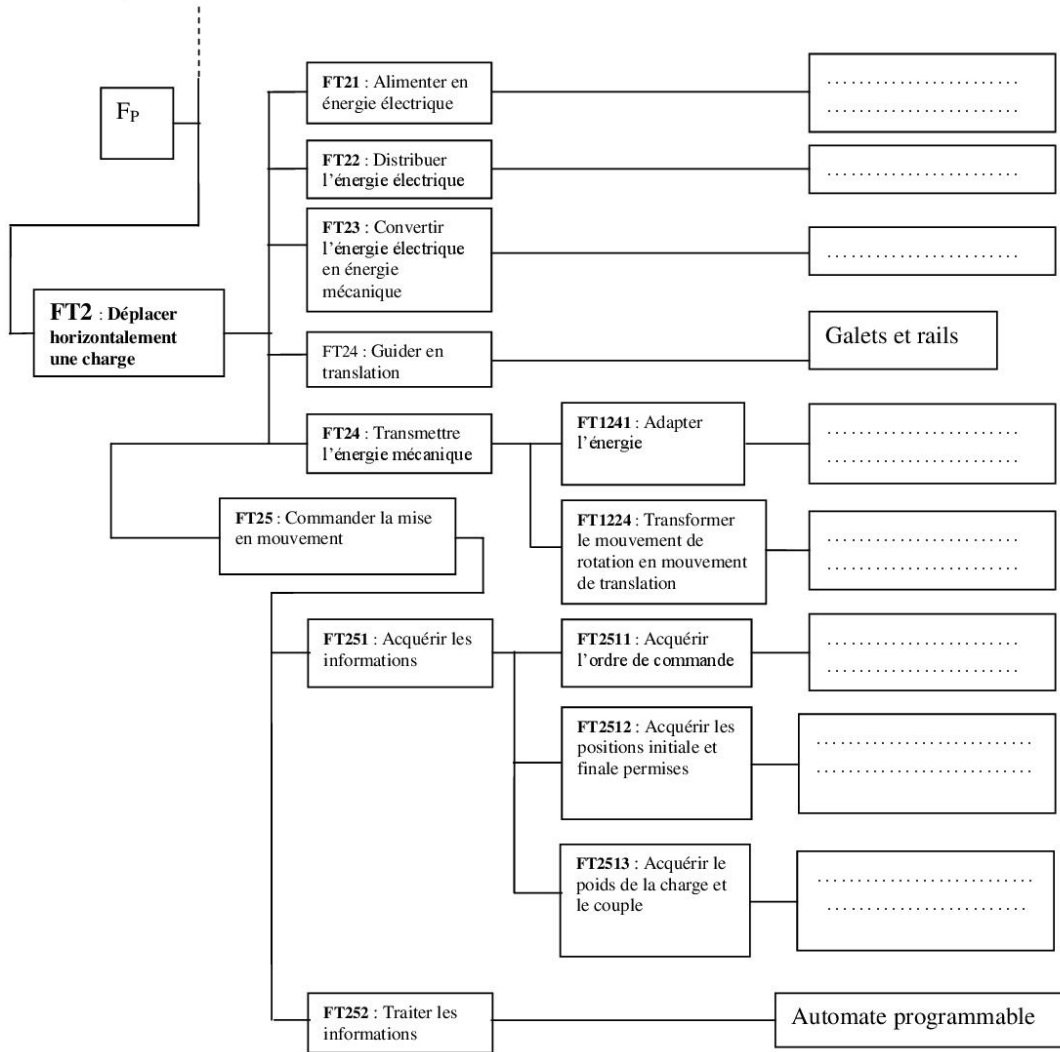 FP
FT21 : Alimenter en
énergie électrique
........................
........................
FT22 : Distribuer
l'énergie électrique
........................
FT23 : Convertir
l'énergie électrique
en énergie
mécanique
........................
FT2 : Déplacer
horizontalement
une charge
FT24 : Guider en
translation
Galets et rails
FT24 : Transmettre
l'énergie mécanique
FT1241 : Adapter
l'énergie
........................
........................
FT25 : Commander la mise
en mouvement
FT1224 : Transformer
le mouvement de
rotation en mouvement
de translation
........................
........................
FT251 : Acquérir les
informations
FT2511 : Acquérir
l'ordre de commande
........................
........................
FT2512 : Acquérir les
positions initiale et
finale permises
...........................
...........................
FT2513 : Acquérir le
poids de la charge et
le couple
...........................
.........................
FT252 : Traiter les
informations
Automate programmable